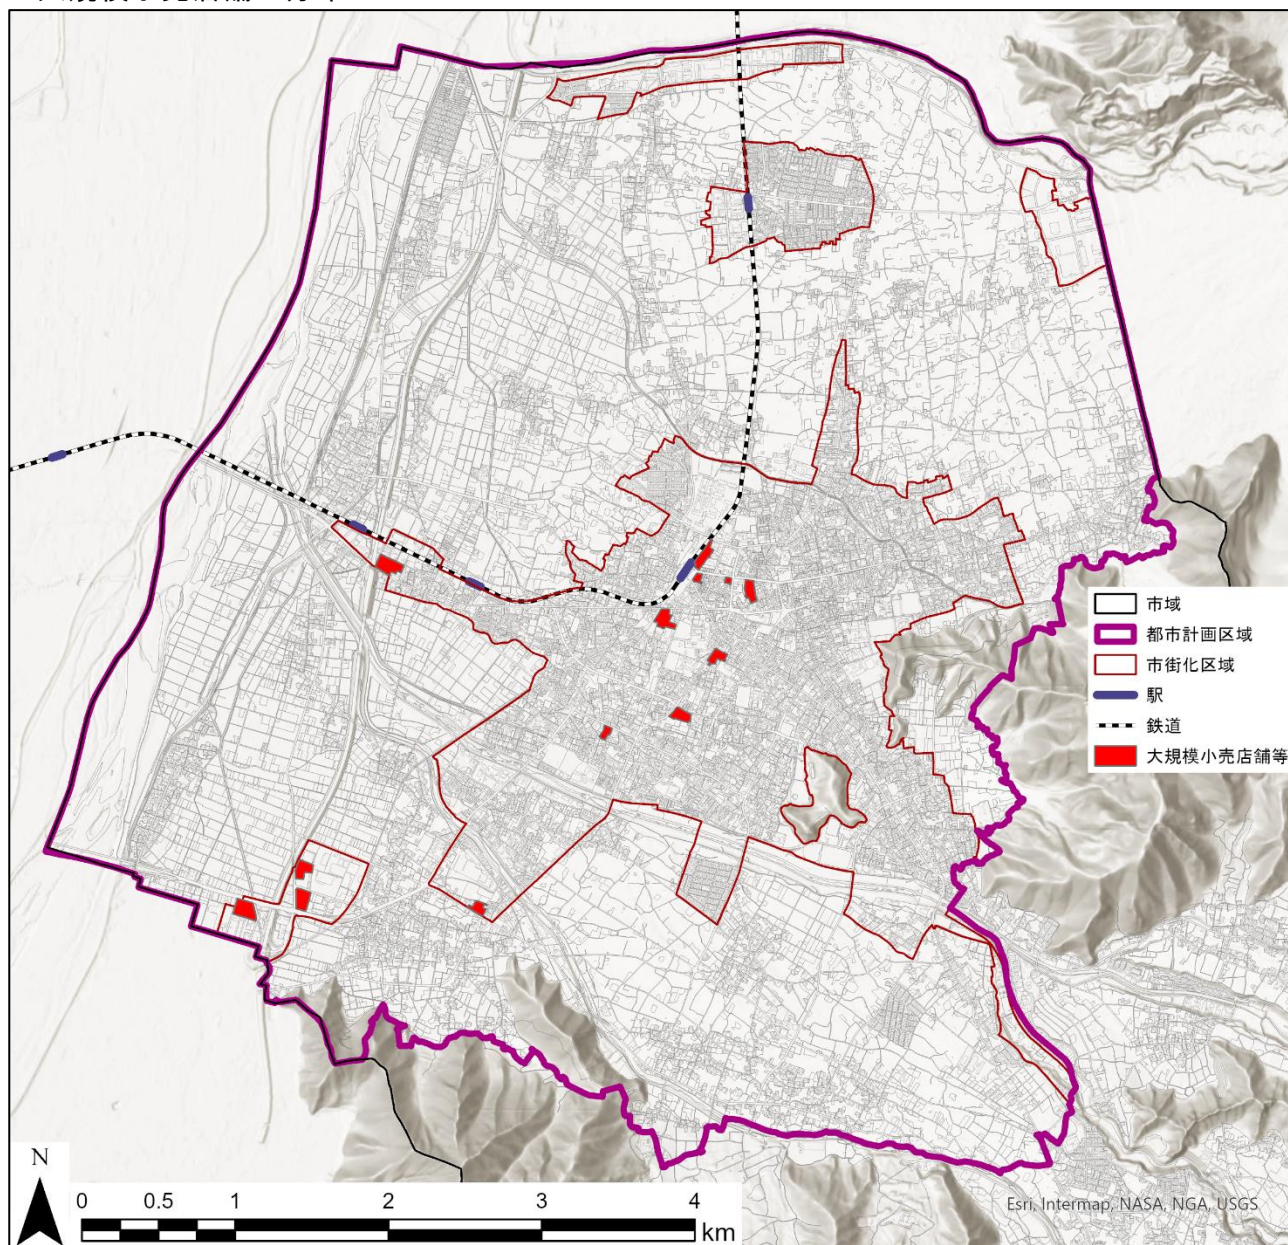 市域
都市計画区域
市街化区域
駅
鉄道
大規模小売店舗等
N
0 0.5 1 2 3 4
km
Esri, Intermap, NASA, NGA, USGS